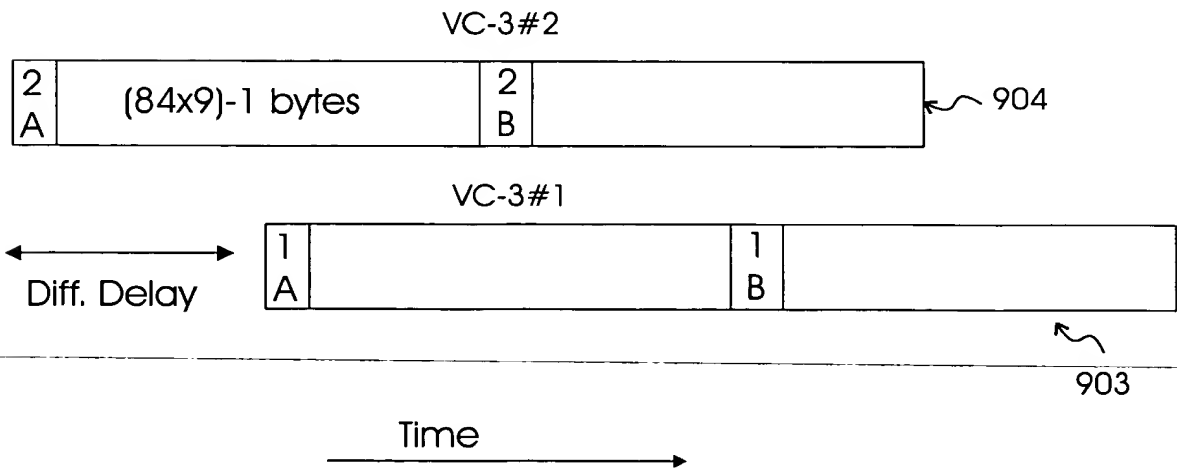 VC-3#2
2
A
(84x9)-1 bytes
2
B
904
VC-3#1
1
A
1
B
Diff. Delay
903
Time